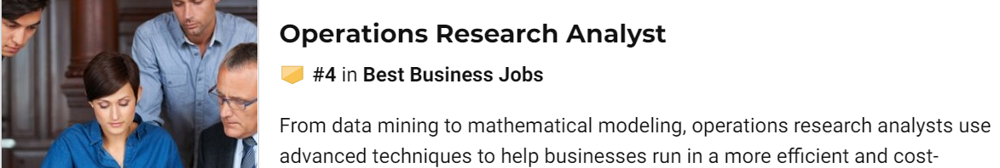 Operations Research Analyst
#4 in Best Business Jobs
From data mining to mathematical modeling, operations research analysts use
advanced techniques to help businesses run in a more efficient and cost-